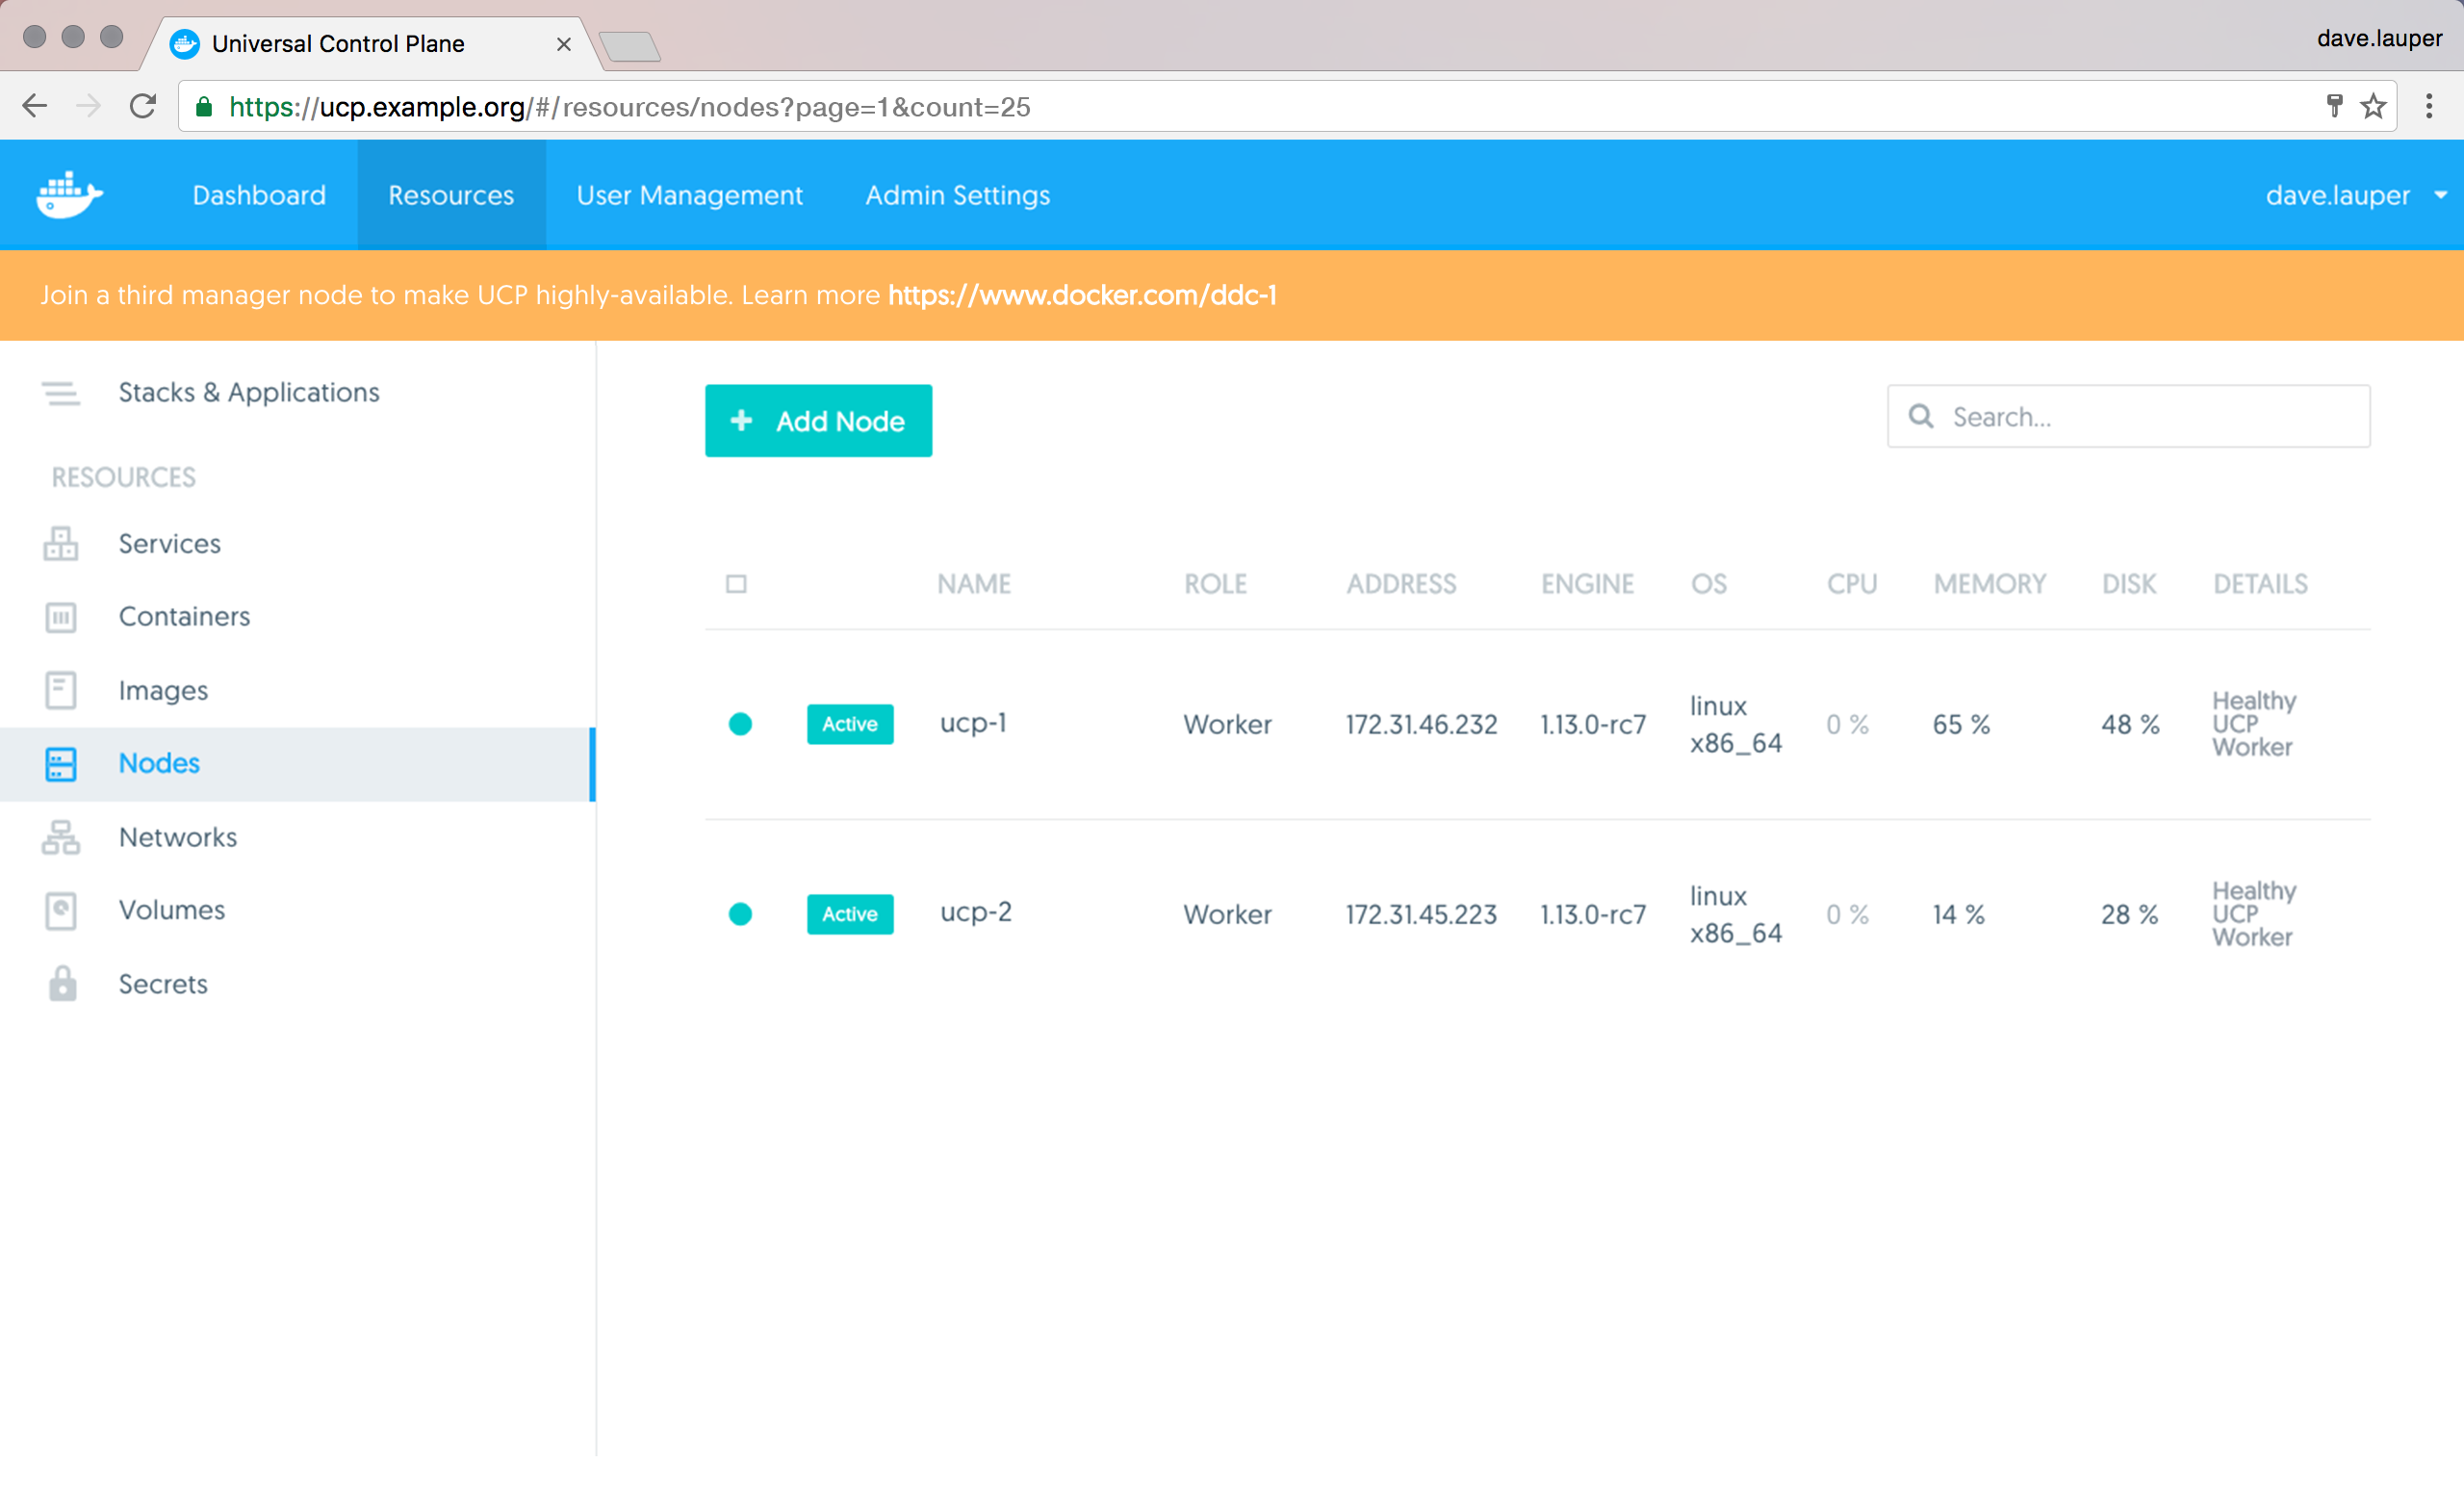 Universal Control Plane
dave.lauper
https://ucp.example.org/#/resources/nodes?page=1&count=25
Dashboard Resources User Management Admin Settings dave.lauper
Join a third manager node to make UCP highly-available. Learn more https://www.docker.com/ddc-1
Stacks & Applications
RESOURCES
Services
Containers
Images
Nodes
Networks
Volumes
Secrets
+ Add Node
Search...
NAME ROLE ADDRESS ENGINE OS CPU MEMORY DISK DETAILS
Active ucp-1 Worker 172.31.46.232 1.13.0-rc7 linux x86_64 0 % 65 % 48 % Healthy UCP Worker
Active ucp-2 Worker 172.31.45.223 1.13.0-rc7 linux x86_64 0 % 14 % 28 % Healthy UCP Worker